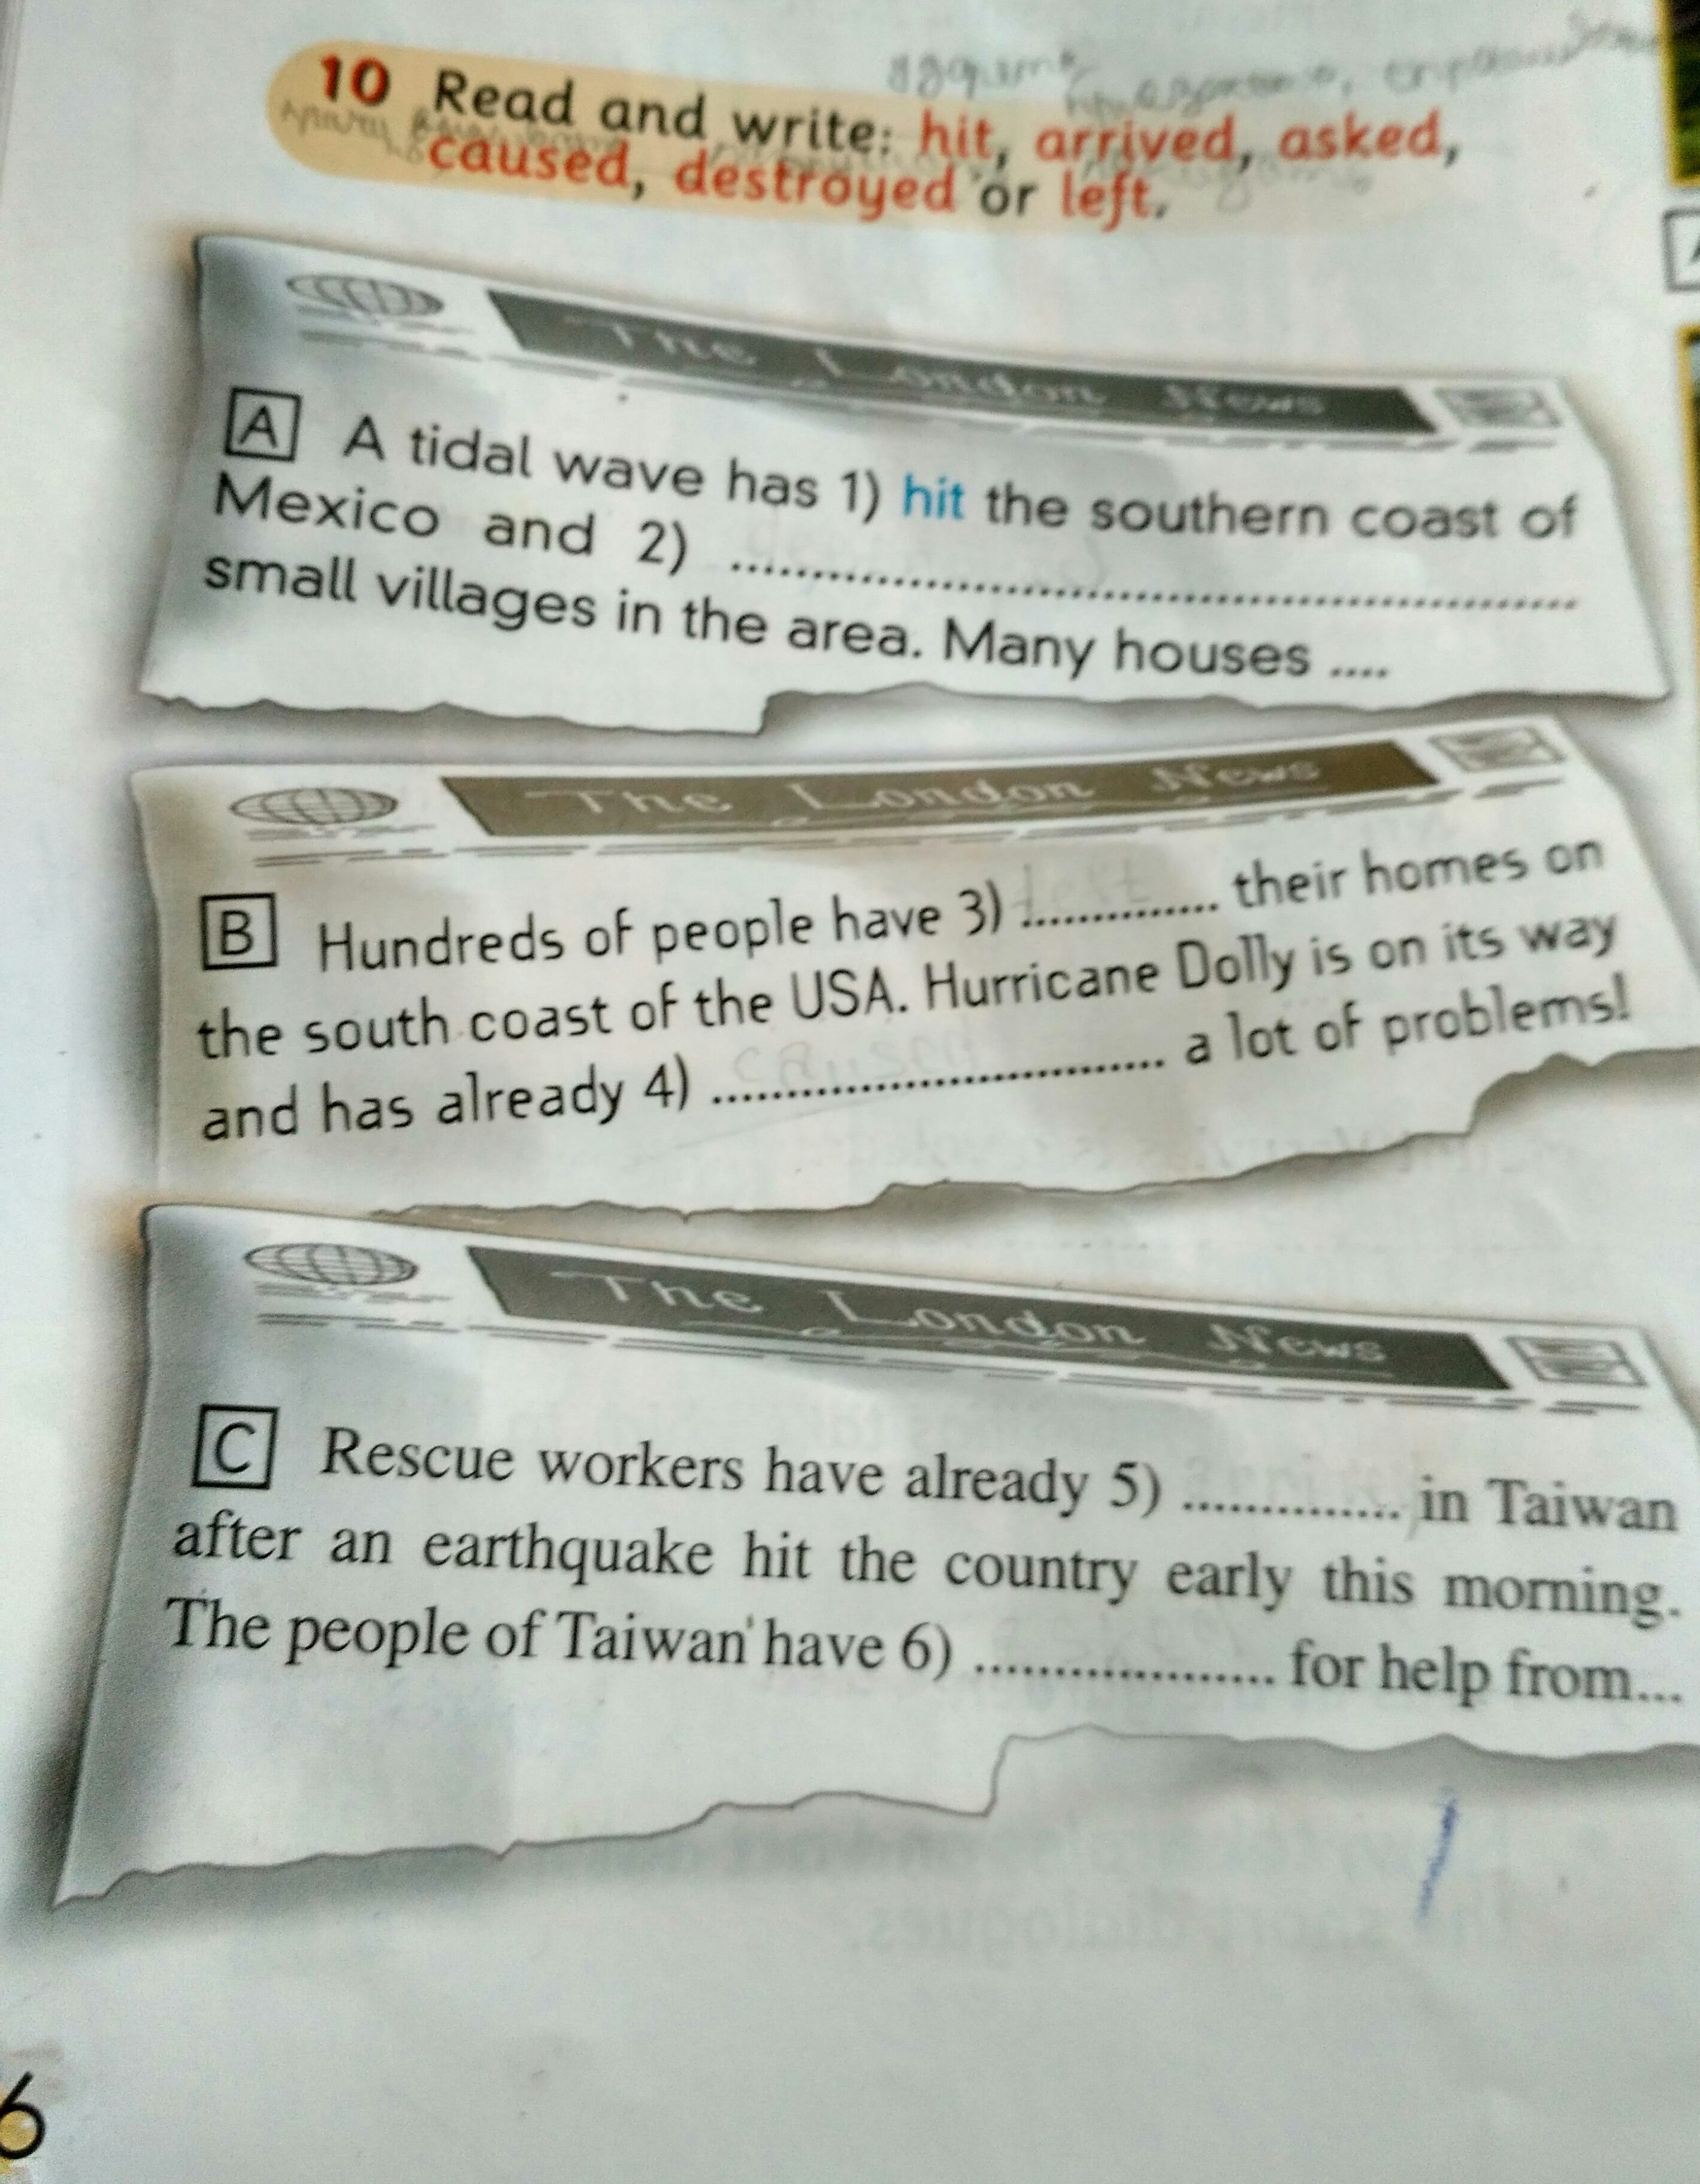 10 Read and write: hit, arrived, asked,
caused, destroyed or left.
The London News
A A tidal wave has 1) hit the southern coast of
Mexico and 2) ..........
small villages in the area. Many houses ....
The London News
B Hundreds of people have 3) left .......... their homes on
the south coast of the USA. Hurricane Dolly is on its way
and has already 4) .......... a lot of problems!
The London News
C Rescue workers have already 5) .......... in Taiwan
after an earthquake hit the country early this morning.
The people of Taiwan have 6) .......... for help from...
6